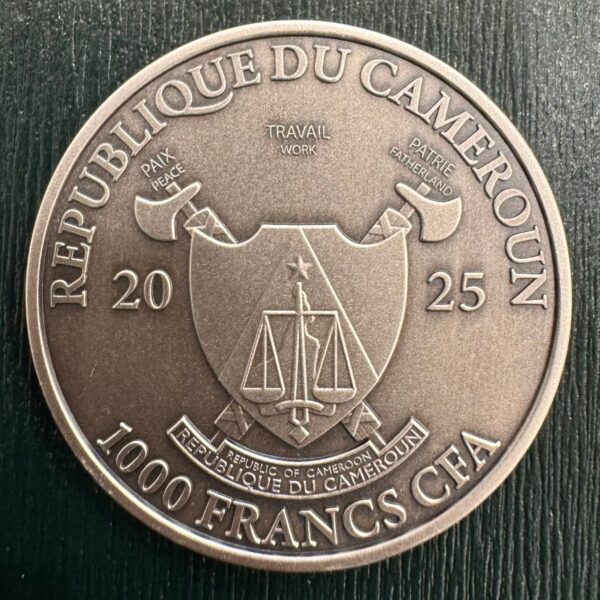 REPUBLIQUE DU CAMEROUN
TRAVAIL
WORK
PAIX
PEACE
PATRIE
FATHERLAND
20 25
REPUBLIC OF CAMEROON
REPUBLIQUE DU CAMEROUN
1000 FRANCS CFA